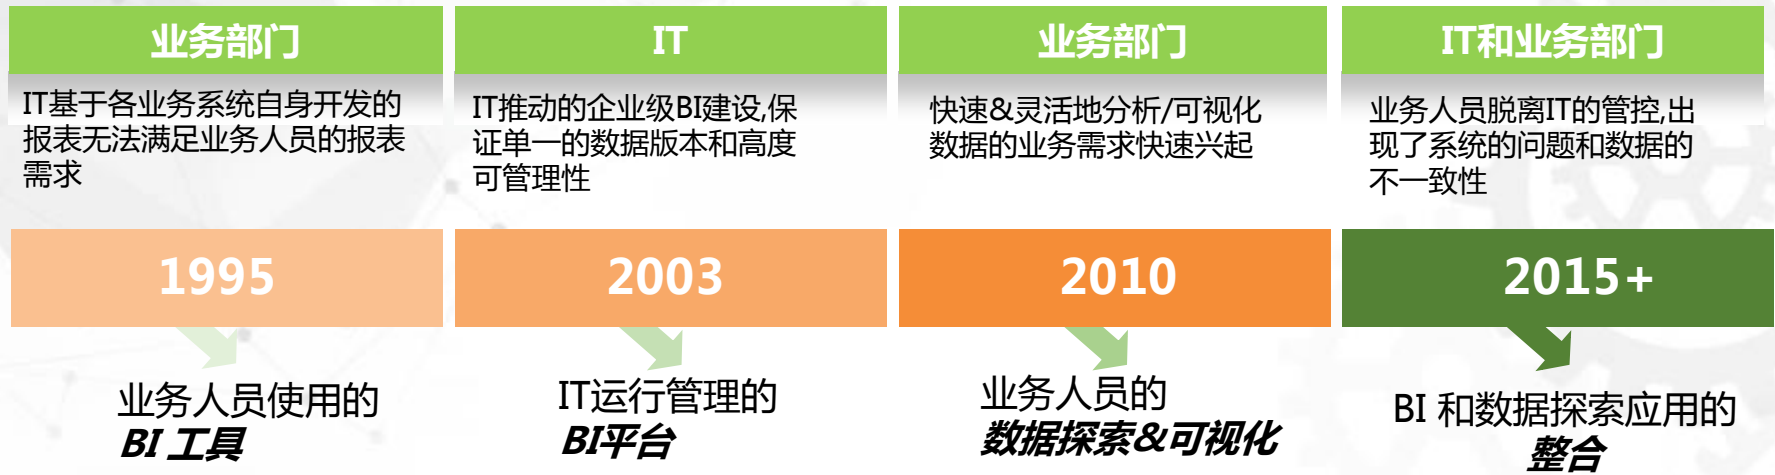 业务部门
IT基于各业务系统自身开发的
报表无法满足业务人员的报表
需求
1995
业务人员使用的
BI 工具
IT
IT推动的企业级BI建设,保
证单一的数据版本和高度
可管理性
2003
IT运行管理的
BI平台
业务部门
快速&灵活地分析/可视化
数据的业务需求快速兴起
2010
业务人员的
数据探索&可视化
IT和业务部门
业务人员脱离IT的管控,出
现了系统的问题和数据的
不一致性
2015+
BI 和数据探索应用的
整合